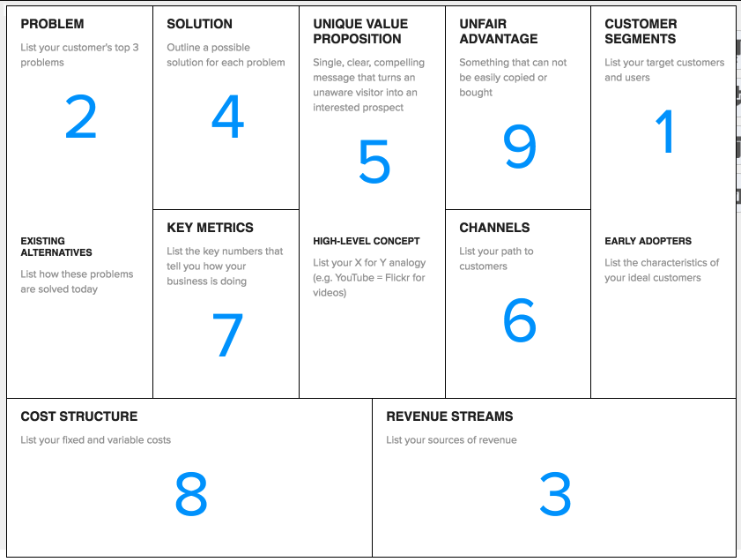 PROBLEM
List your customer's top 3
problems
2
EXISTING
ALTERNATIVES
List how these problems
are solved today
SOLUTION
Outline a possible
solution for each problem
4
KEY METRICS
List the key numbers that
tell you how your
business is doing
7
UNIQUE VALUE
PROPOSITION
Single, clear, compelling
message that turns an
unaware visitor into an
interested prospect
5
HIGH-LEVEL CONCEPT
List your X for Y analogy
(e.g. YouTube = Flickr for
videos)
UNFAIR
ADVANTAGE
Something that can not
be easily copied or
bought
9
CHANNELS
List your path to
customers
6
CUSTOMER
SEGMENTS
List your target customers
and users
1
EARLY ADOPTERS
List the characteristics of
your ideal customers
COST STRUCTURE
List your fixed and variable costs
8
REVENUE STREAMS
List your sources of revenue
3